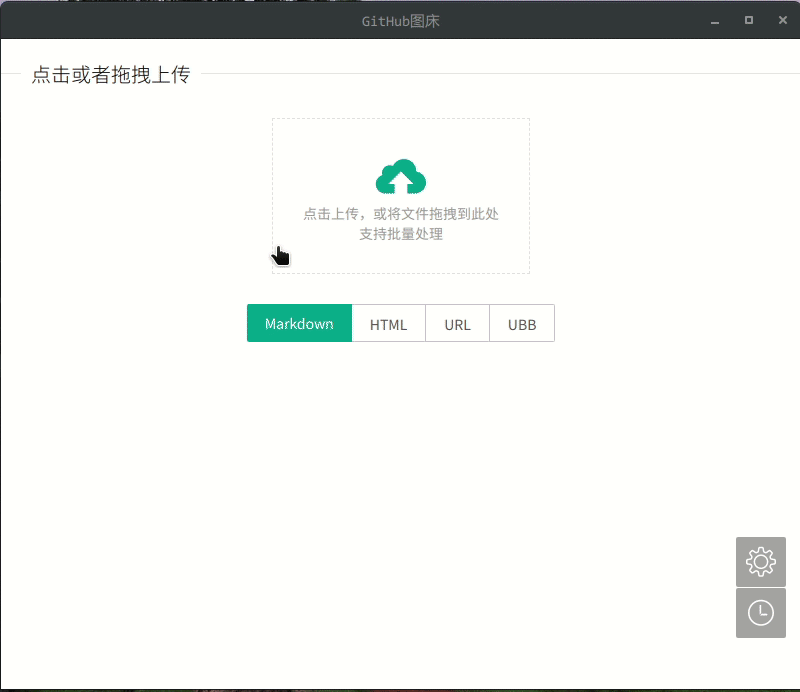 GitHub图床
点击或者拖拽上传
点击上传，或将文件拖拽到此处
支持批量处理
Markdown HTML URL UBB